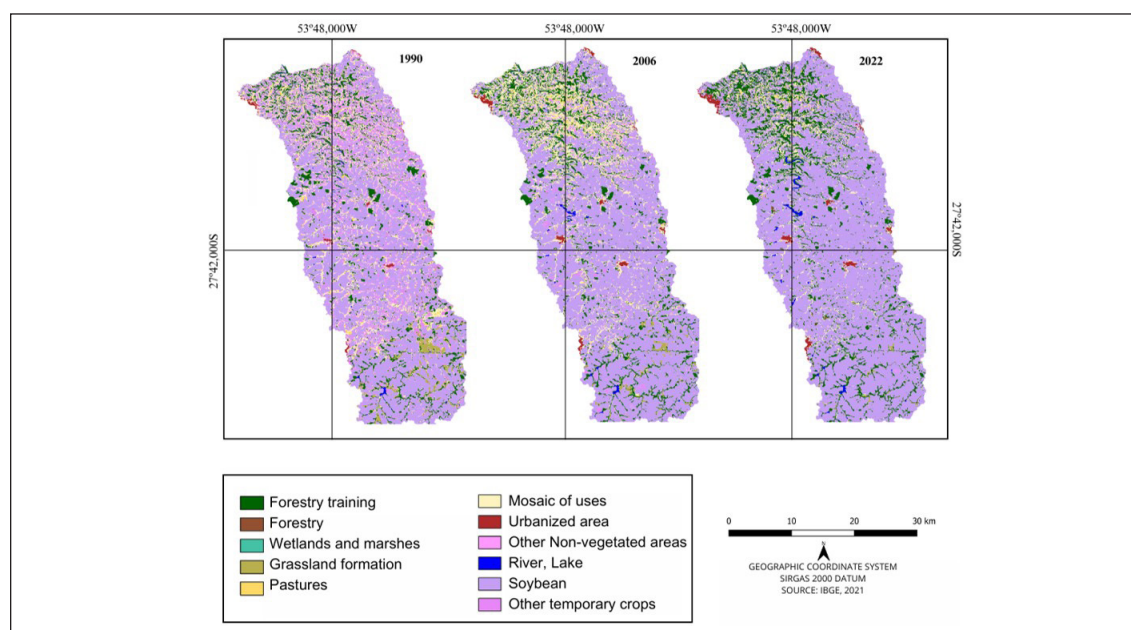 53°48,000W
53°48,000W
53°48,000W
1990
2006
2022
27°42,000S
27°42,000S
Forestry training
Forestry
Wetlands and marshes
Grassland formation
Pastures
Mosaic of uses
Urbanized area
Other Non-vegetated areas
River, Lake
Soybean
Other temporary crops
0 10 20 30 km
N
GEOGRAPHIC COORDINATE SYSTEM
SIRGAS 2000 DATUM
SOURCE: IBGE, 2021